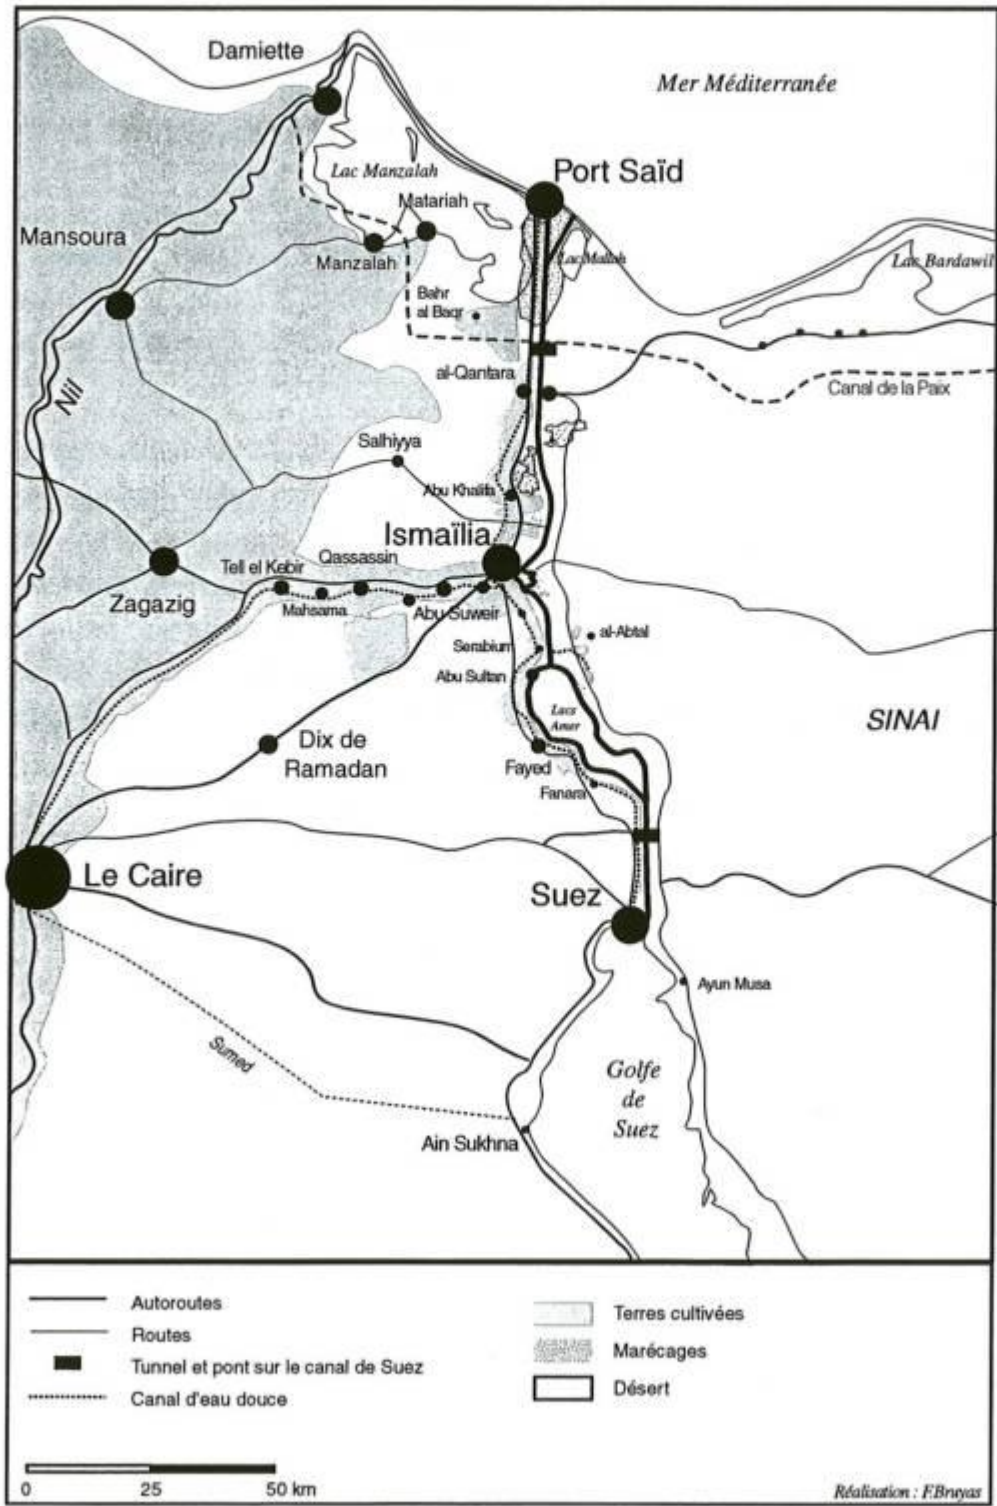 Damiette
Mer Méditerranée
Lac Manzalah
Port Saïd
Matariah
Mansoura
Manzalah
Lac Mallah
Lac Bardawil
Bahr
al Baqr
al-Qantara
Canal de la Paix
Nil
Salhiyya
Abu Khalifa
Ismaïlia
Qassassin
Tell el Kebir
Zagazig
Mahsama
Abu Suweir
al-Abtal
Serabium
Abu Sultan
Lacs
Amer
SINAI
Dix de
Ramadan
Fayed
Fanara
Le Caire
Suez
Ayun Musa
Sumed
Golfe
de
Suez
Ain Sukhna
Autoroutes
Routes
Tunnel et pont sur le canal de Suez
Canal d'eau douce
Terres cultivées
Marécages
Désert
0 25 50 km
Réalisation : F.Bruyas